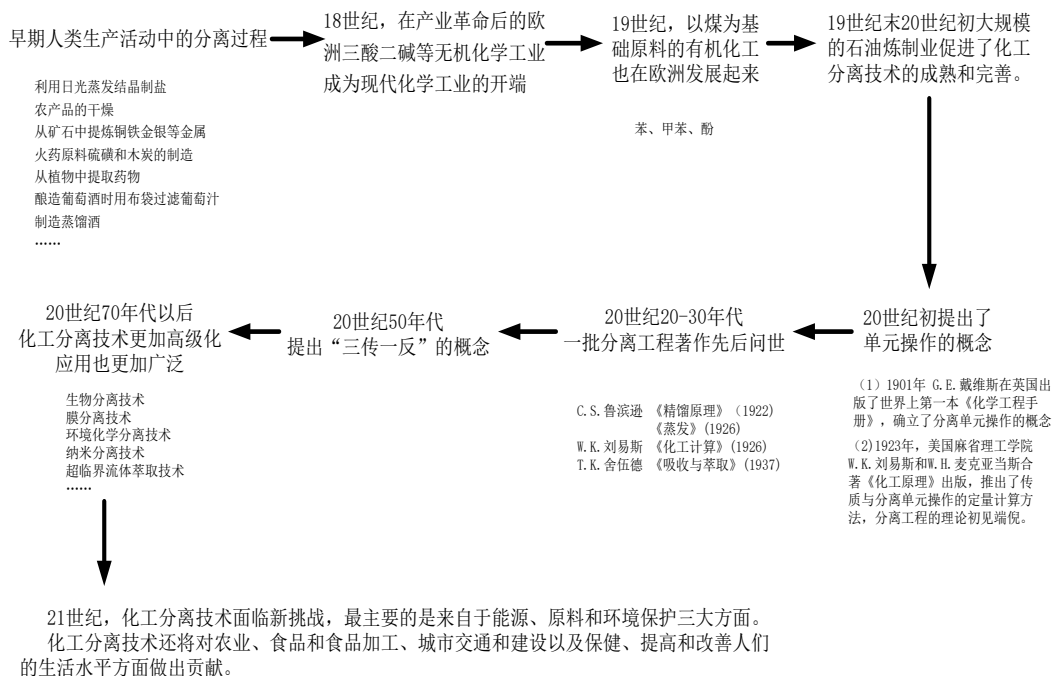 早期人类生产活动中的分离过程
利用日光蒸发结晶制盐
农产品的干燥
从矿石中提炼铜铁金银等金属
火药原料硫磺和木炭的制造
从植物中提取药物
酿造葡萄酒时用布袋过滤葡萄汁
制造蒸馏酒
……
18世纪，在产业革命后的欧
洲三酸二碱等无机化学工业
成为现代化学工业的开端
19世纪，以煤为基
础原料的有机化工
也在欧洲发展起来
苯、甲苯、酚
19世纪末20世纪初大规模
的石油炼制业促进了化工
分离技术的成熟和完善。
20世纪初提出了
单元操作的概念
（1）1901年 G.E.戴维斯在英国出
版了世界上第一本《化学工程手
册》，确立了分离单元操作的概念
（2)1923年，美国麻省理工学院
W.K.刘易斯和W.H.麦克亚当斯合
著《化工原理》出版，推出了传
质与分离单元操作的定量计算方
法，分离工程的理论初见端倪。
20世纪20-30年代
一批分离工程著作先后问世
C.S.鲁滨逊 《精馏原理》（1922)
《蒸发》(1926)
W.K.刘易斯 《化工计算》(1926)
T.K.舍伍德 《吸收与萃取》(1937)
20世纪50年代
提出“三传一反”的概念
20世纪70年代以后
化工分离技术更加高级化
应用也更加广泛
生物分离技术
膜分离技术
环境化学分离技术
纳米分离技术
超临界流体萃取技术
……
21世纪，化工分离技术面临新挑战，最主要的是来自于能源、原料和环境保护三大方面。
化工分离技术还将对农业、食品和食品加工、城市交通和建设以及保健、提高和改善人们
的生活水平方面做出贡献。